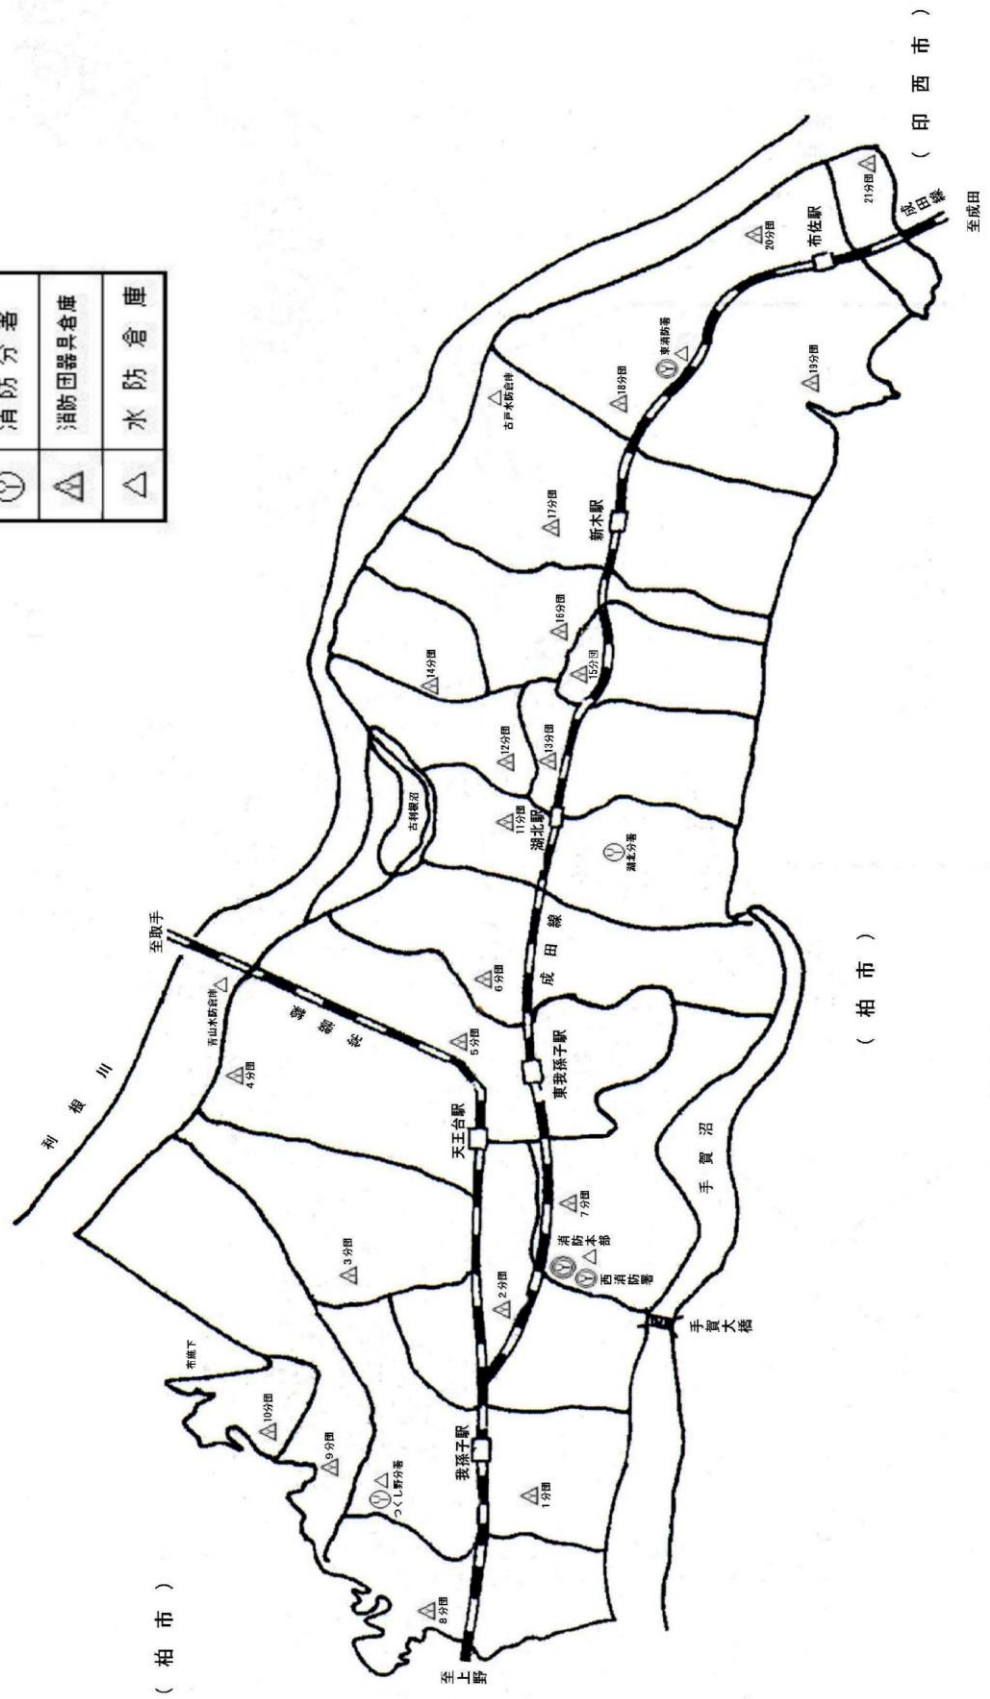 消防分署
消防団器具倉庫
水防倉庫
(柏市)
(印西市)
(柏市)
利根川
至取手
至上野
至成田
成田線
成田線
常磐線
布施下
古利根沼
手賀沼
手賀大橋
我孫子駅
天王台駅
東我孫子駅
湖北駅
新木駅
布佐駅
青山水防倉庫
古戸水防倉庫
つくし野分署
消防本部
西消防署
湖北分署
東消防署
1分団
2分団
3分団
4分団
5分団
6分団
7分団
8分団
9分団
10分団
11分団
12分団
13分団
14分団
15分団
16分団
17分団
18分団
19分団
20分団
21分団